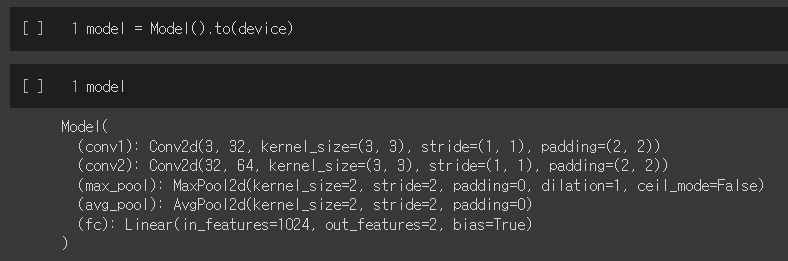 [ ] 1 model = Model().to(device)
[ ] 1 model
Model(
(conv1): Conv2d(3, 32, kernel_size=(3, 3), stride=(1, 1), padding=(2, 2))
(conv2): Conv2d(32, 64, kernel_size=(3, 3), stride=(1, 1), padding=(2, 2))
(max_pool): MaxPool2d(kernel_size=2, stride=2, padding=0, dilation=1, ceil_mode=False)
(avg_pool): AvgPool2d(kernel_size=2, stride=2, padding=0)
(fc): Linear(in_features=1024, out_features=2, bias=True)
)